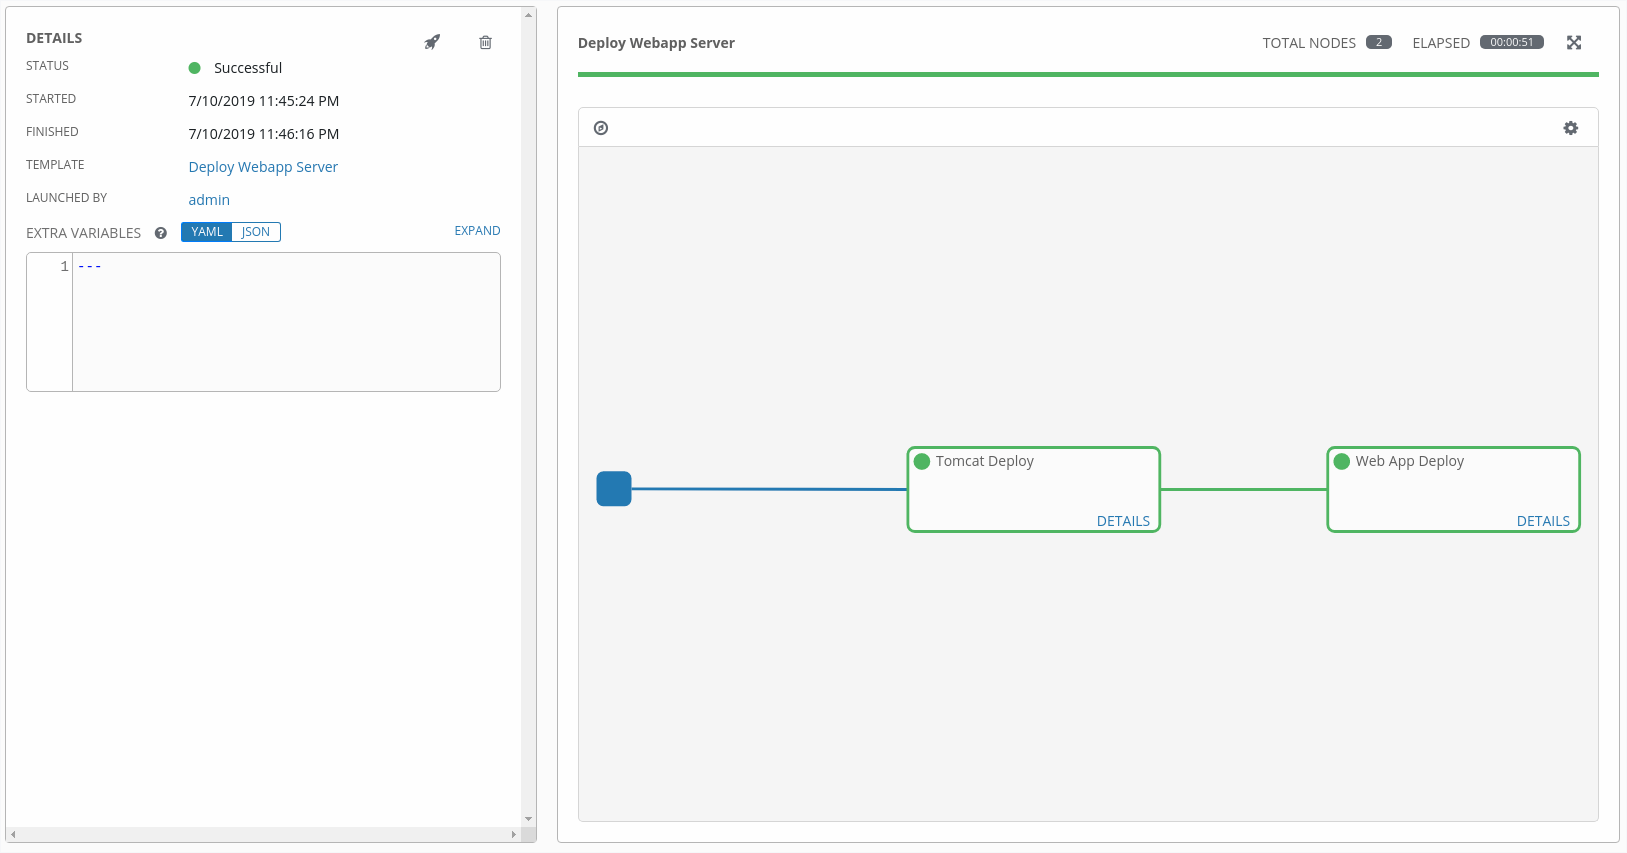 DETAILS
STATUS Successful
STARTED 7/10/2019 11:45:24 PM
FINISHED 7/10/2019 11:46:16 PM
TEMPLATE Deploy Webapp Server
LAUNCHED BY admin
EXTRA VARIABLES YAML JSON EXPAND
1 ---
Deploy Webapp Server TOTAL NODES 2 ELAPSED 00:00:51
Tomcat Deploy
DETAILS
Web App Deploy
DETAILS